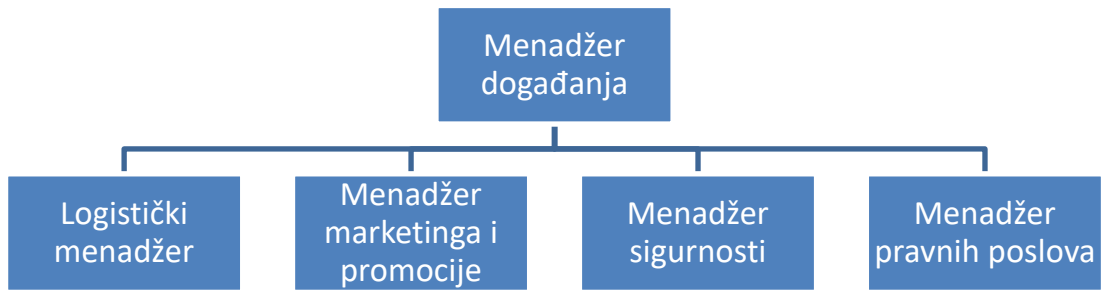 Menadžer
događanja
Logistički
menadžer
Menadžer
marketinga i
promocije
Menadžer
sigurnosti
Menadžer
pravnih poslova